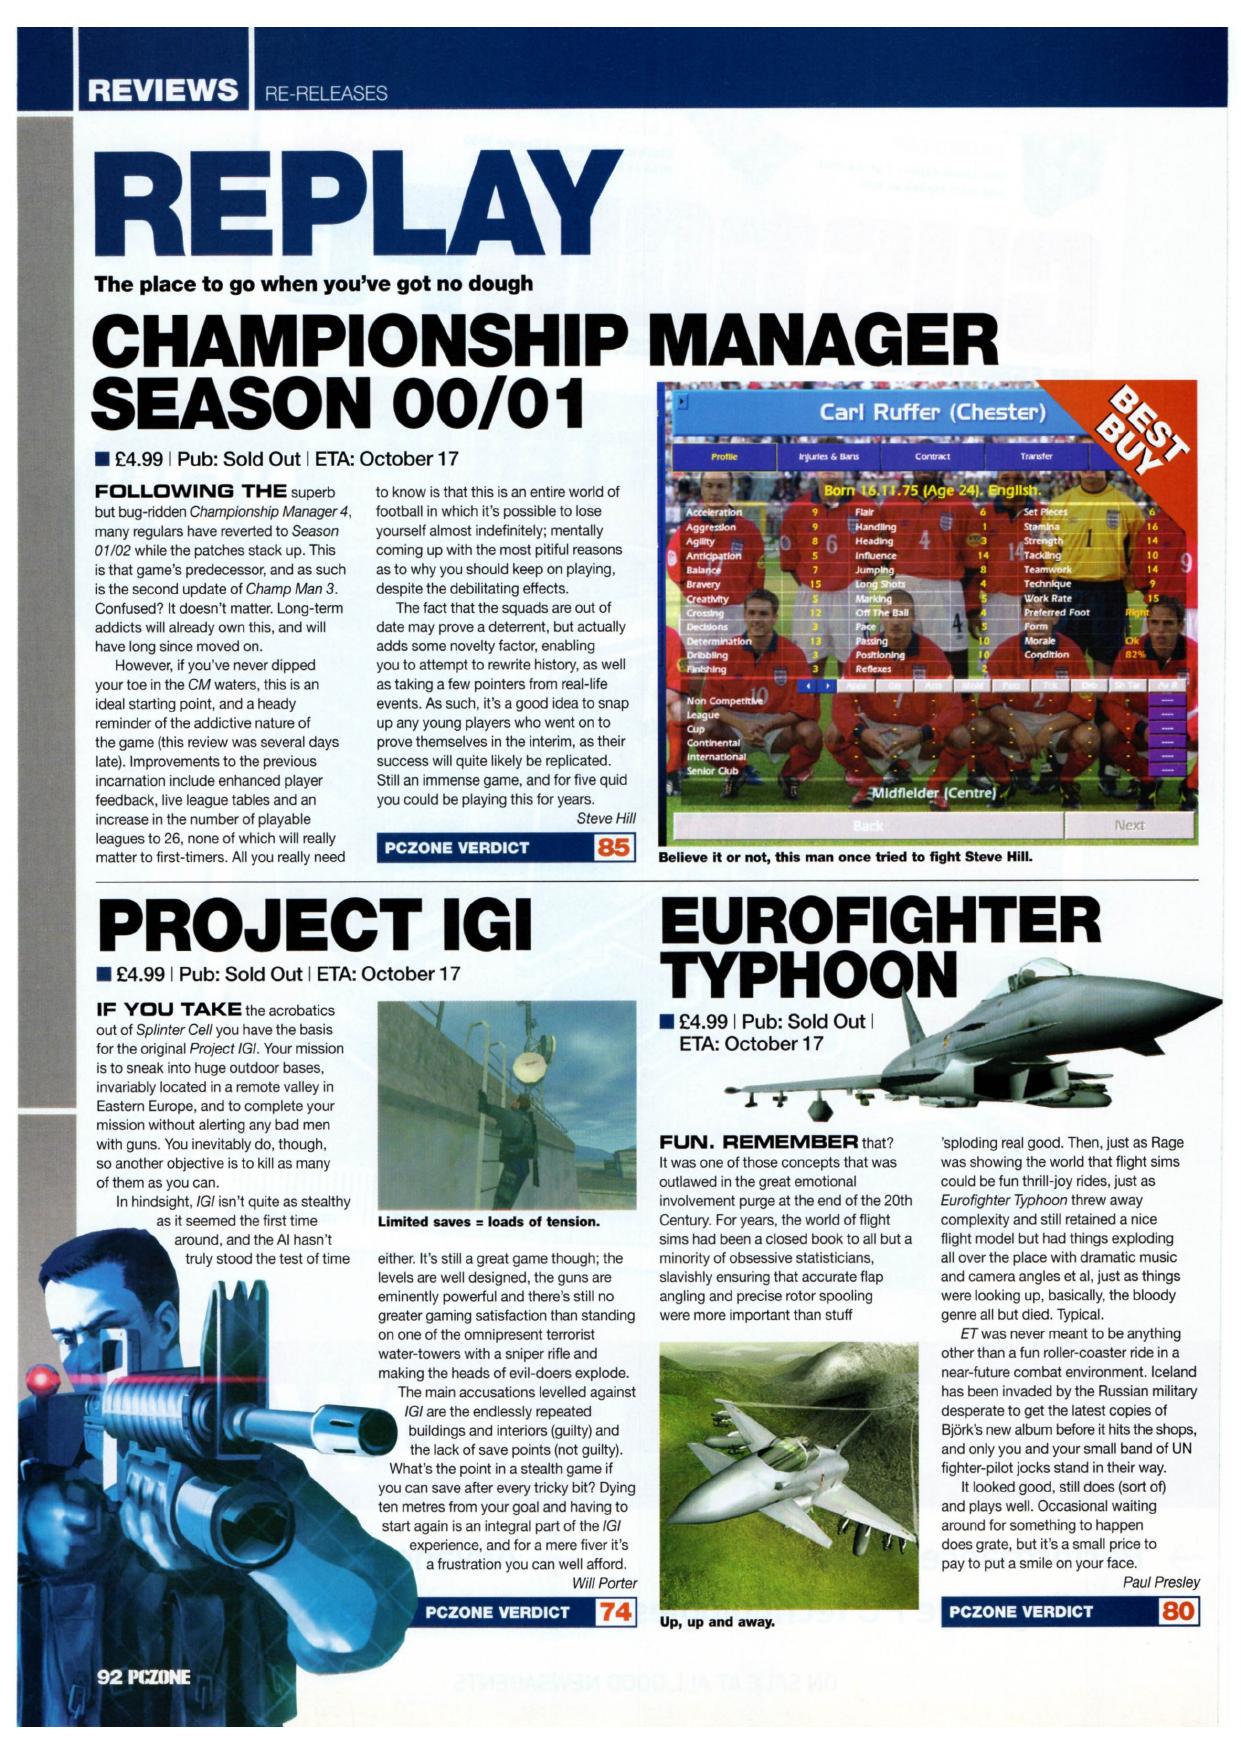 REVIEWS
RE-RELEASES
REPLAY
The place to go when you've got no dough
CHAMPIONSHIP MANAGER
SEASON 00/01
£4.99 | Pub: Sold Out | ETA: October 17
FOLLOWING THE superb
but bug-ridden Championship Manager 4,
many regulars have reverted to Season
01/02 while the patches stack up. This
is that game's predecessor, and as such
is the second update of Champ Man 3.
Confused? It doesn't matter. Long-term
addicts will already own this, and will
have long since moved on.
However, if you've never dipped
your toe in the CM waters, this is an
ideal starting point, and a heady
reminder of the addictive nature of
the game (this review was several days
late). Improvements to the previous
incarnation include enhanced player
feedback, live league tables and an
increase in the number of playable
leagues to 26, none of which will really
matter to first-timers. All you really need
to know is that this is an entire world of
football in which it's possible to lose
yourself almost indefinitely; mentally
coming up with the most pitiful reasons
as to why you should keep on playing,
despite the debilitating effects.
The fact that the squads are out of
date may prove a deterrent, but actually
adds some novelty factor, enabling
you to attempt to rewrite history, as well
as taking a few pointers from real-life
events. As such, it's a good idea to snap
up any young players who went on to
prove themselves in the interim, as their
success will quite likely be replicated.
Still an immense game, and for five quid
you could be playing this for years.
Steve Hill
PCZONE VERDICT 85
BEST
BUY
Carl Ruffer (Chester)
Profile Injuries & Bans Contract Transfer
Born 16.11.75 (Age 24). English.
Acceleration 9 Flair 6 Set Pieces 6
Aggression 9 Handling 1 Stamina 16
Agility 8 Heading 3 Strength 14
Anticipation 5 Influence 14 Tackling 10
Balance 7 Jumping 8 Teamwork 14
Bravery 15 Long Shots 4 Technique 9
Creativity 5 Marking 5 Work Rate 15
Crossing 12 Off The Ball 4 Preferred Foot Right
Decisions 3 Pace 5 Form -
Determination 13 Passing 10 Morale Ok
Dribbling 3 Positioning 10 Condition 82%
Finishing 3 Reflexes
Non Competitive
League
Cup
Continental
International
Senior Club
Midfielder (Centre)
Back Next
Believe it or not, this man once tried to fight Steve Hill.
PROJECT IGI
£4.99 | Pub: Sold Out | ETA: October 17
IF YOU TAKE the acrobatics
out of Splinter Cell you have the basis
for the original Project IGI. Your mission
is to sneak into huge outdoor bases,
invariably located in a remote valley in
Eastern Europe, and to complete your
mission without alerting any bad men
with guns. You inevitably do, though,
so another objective is to kill as many
of them as you can.
In hindsight, IGI isn't quite as stealthy
as it seemed the first time
around, and the AI hasn't
truly stood the test of time
Limited saves = loads of tension.
either. It's still a great game though; the
levels are well designed, the guns are
eminently powerful and there's still no
greater gaming satisfaction than standing
on one of the omnipresent terrorist
water-towers with a sniper rifle and
making the heads of evil-doers explode.
The main accusations levelled against
IGI are the endlessly repeated
buildings and interiors (guilty) and
the lack of save points (not guilty).
What's the point in a stealth game if
you can save after every tricky bit? Dying
ten metres from your goal and having to
start again is an integral part of the IGI
experience, and for a mere fiver it's
a frustration you can well afford.
Will Porter
PCZONE VERDICT 74
EUROFIGHTER
TYPHOON
£4.99 | Pub: Sold Out |
ETA: October 17
FUN. REMEMBER that?
It was one of those concepts that was
outlawed in the great emotional
involvement purge at the end of the 20th
Century. For years, the world of flight
sims had been a closed book to all but a
minority of obsessive statisticians,
slavishly ensuring that accurate flap
angling and precise rotor spooling
were more important than stuff
Up, up and away.
'sploding real good. Then, just as Rage
was showing the world that flight sims
could be fun thrill-joy rides, just as
Eurofighter Typhoon threw away
complexity and still retained a nice
flight model but had things exploding
all over the place with dramatic music
and camera angles et al, just as things
were looking up, basically, the bloody
genre all but died. Typical.
ET was never meant to be anything
other than a fun roller-coaster ride in a
near-future combat environment. Iceland
has been invaded by the Russian military
desperate to get the latest copies of
Björk's new album before it hits the shops,
and only you and your small band of UN
fighter-pilot jocks stand in their way.
It looked good, still does (sort of)
and plays well. Occasional waiting
around for something to happen
does grate, but it's a small price to
pay to put a smile on your face.
Paul Presley
PCZONE VERDICT 80
92 PCZONE